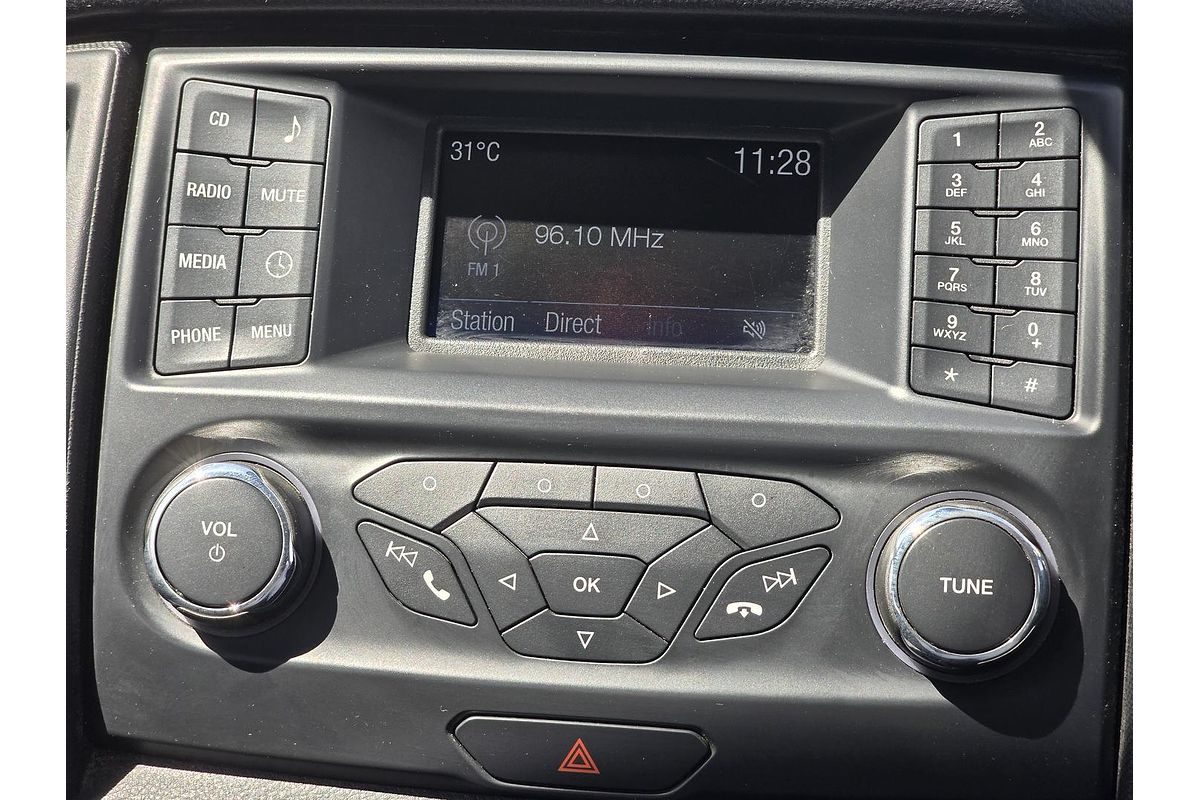 CD
RADIO
MUTE
MEDIA
PHONE
MENU
31°C
11:28
96.10 MHz
FM 1
Station Direct Info
1
2
ABC
3
DEF
4
GHI
5
JKL
6
MNO
7
PQRS
8
TUV
9
WXYZ
0
+
*
#
VOL
OK
TUNE